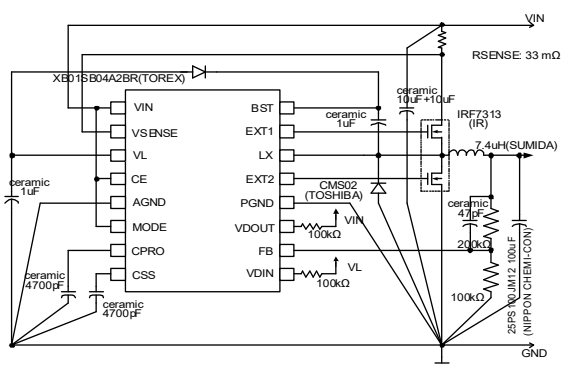 VIN
RSENSE: 33 mΩ
XB01SB04A2BR(TOREX)
ceramic
10uF+10uF
IRF7313
(IR)
ceramic
1uF
7.4uH(SUMIDA)
VIN
VSENSE
VL
CE
AGND
MODE
CPRO
CSS
BST
EXT1
LX
EXT2
PGND
VDOUT
FB
VDIN
ceramic
1uF
CMS02
(TOSHIBA)
VIN
100kΩ
VL
100kΩ
ceramic
47pF
200kΩ
100kΩ
25PS100JM12 100uF
(NIPPON CHEMI-CON)
ceramic
4700pF
ceramic
4700pF
GND